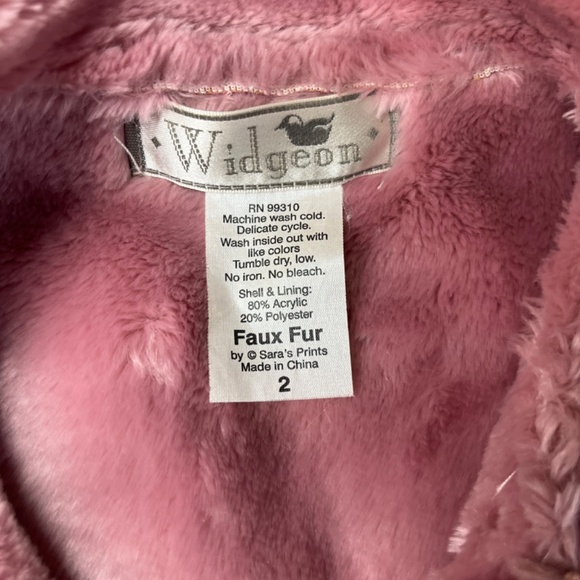 Widgeon
RN 99310
Machine wash cold.
Delicate cycle.
Wash inside out with
like colors
Tumble dry, low.
No iron. No bleach.
Shell & Lining:
80% Acrylic
20% Polyester
Faux Fur
by © Sara's Prints
Made in China
2